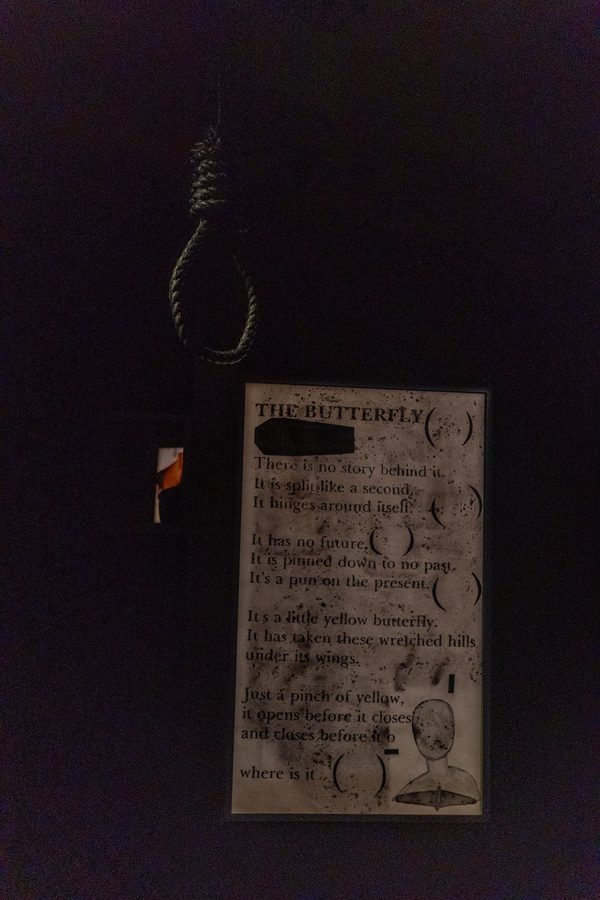 THE BUTTERFLY ( )
There is no story behind it.
It is split like a second.
It hinges around itself. ( )
It has no future. ( )
It is pinned down to no past.
It's a pun on the present. ( )
It's a little yellow butterfly.
It has taken these wretched hills
under its wings.
Just a pinch of yellow,
it opens before it closes
and closes before it o
where is it ( )